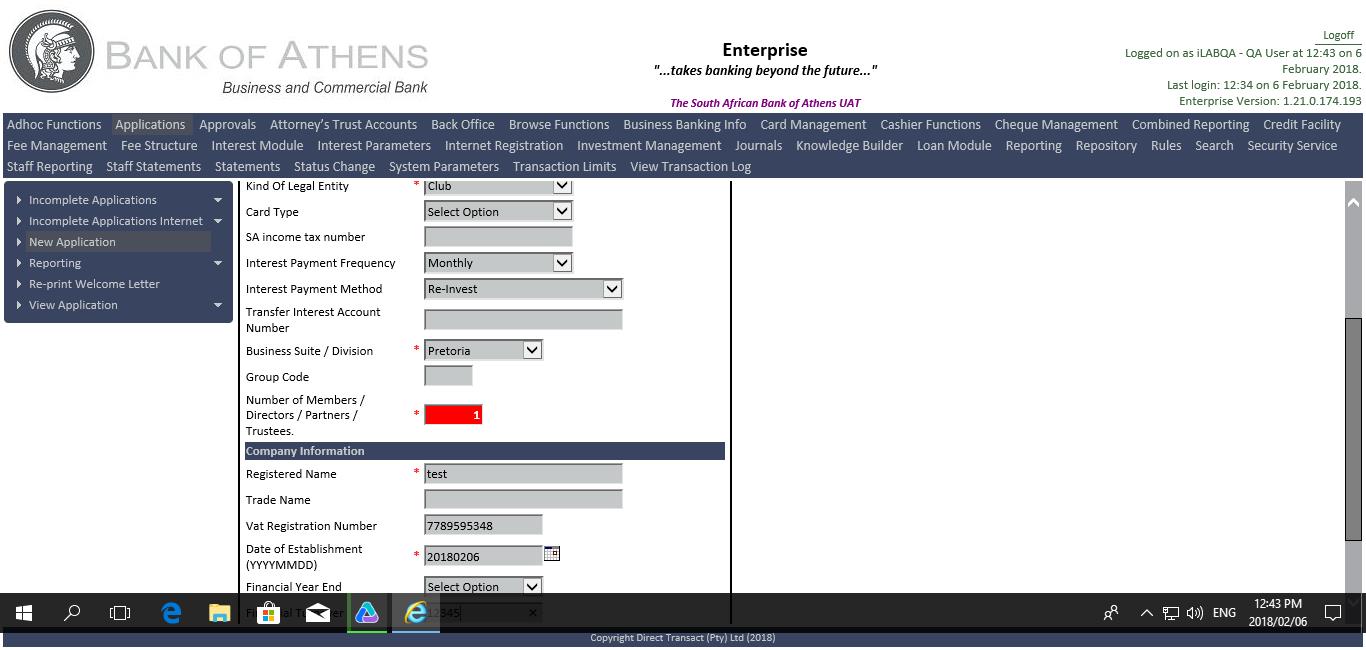 BANK OF ATHENS
Business and Commercial Bank
Enterprise
"...takes banking beyond the future..."
The South African Bank of Athens UAT
Logoff
Logged on as iLABQA - QA User at 12:43 on 6
February 2018.
Last login: 12:34 on 6 February 2018.
Enterprise Version: 1.21.0.174.193
Adhoc Functions Applications Approvals Attorney's Trust Accounts Back Office Browse Functions Business Banking Info Card Management Cashier Functions Cheque Management Combined Reporting Credit Facility
Fee Management Fee Structure Interest Module Interest Parameters Internet Registration Investment Management Journals Knowledge Builder Loan Module Reporting Repository Rules Search Security Service
Staff Reporting Staff Statements Statements Status Change System Parameters Transaction Limits View Transaction Log
Incomplete Applications
Incomplete Applications Internet
New Application
Reporting
Re-print Welcome Letter
View Application
Kind Of Legal Entity * Club
Card Type Select Option
SA income tax number
Interest Payment Frequency Monthly
Interest Payment Method Re-Invest
Transfer Interest Account
Number
Business Suite / Division * Pretoria
Group Code
Number of Members /
Directors / Partners / * 1
Trustees.
Company Information
Registered Name * test
Trade Name
Vat Registration Number 7789595348
Date of Establishment
(YYYYMMDD) * 20180206
Financial Year End Select Option
ENG
12:43 PM
2018/02/06
Copyright Direct Transact (Pty) Ltd (2018)